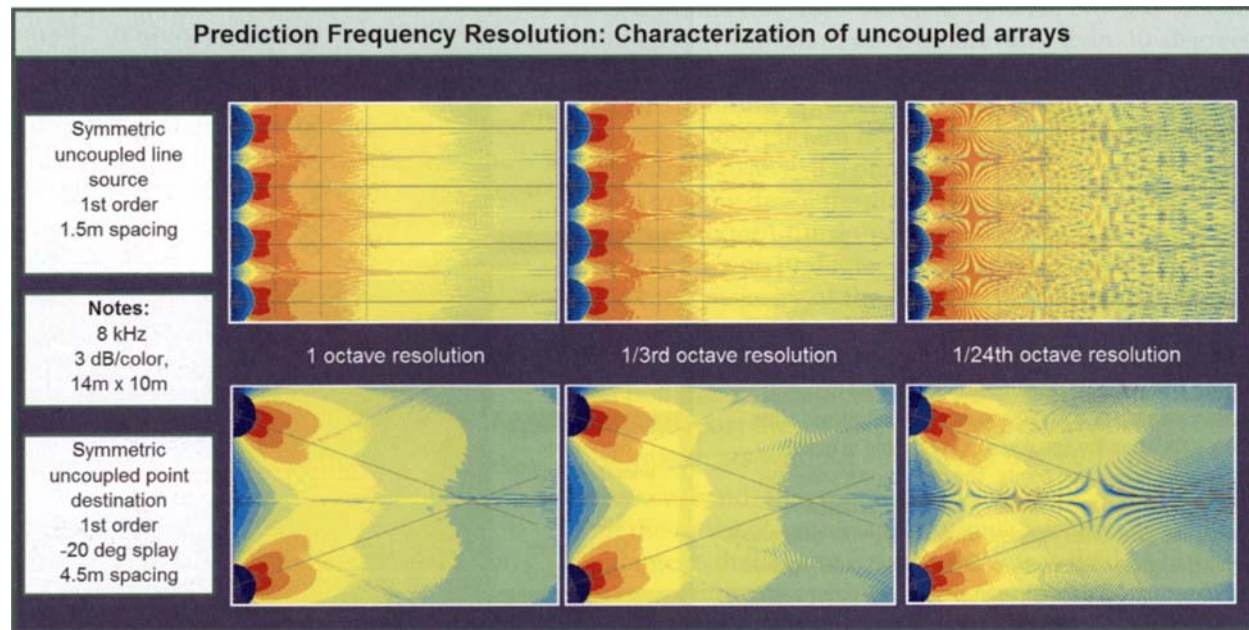 Prediction Frequency Resolution: Characterization of uncoupled arrays
Symmetric
uncoupled line
source
1st order
1.5m spacing
Notes:
8 kHz
3 dB/color,
14m x 10m
1 octave resolution
1/3rd octave resolution
1/24th octave resolution
Symmetric
uncoupled point
destination
1st order
-20 deg splay
4.5m spacing